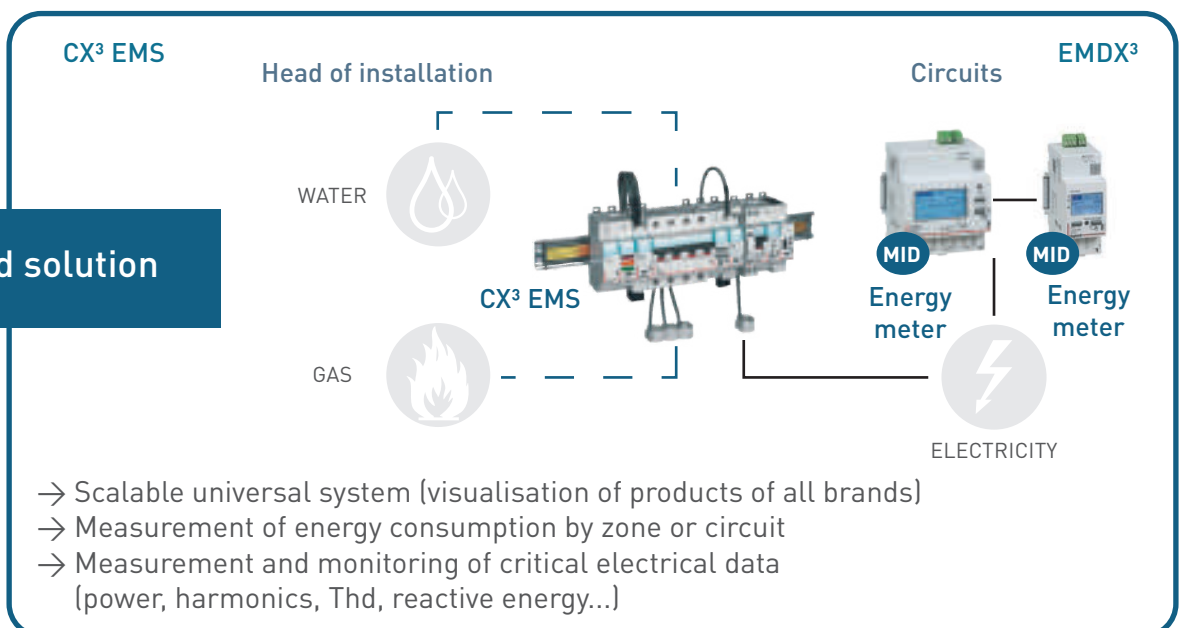 CX³ EMS
EMDX³
Head of installation
Circuits
WATER
d solution
CX³ EMS
MID
MID
Energy
meter
Energy
meter
GAS
ELECTRICITY
→ Scalable universal system (visualisation of products of all brands)
→ Measurement of energy consumption by zone or circuit
→ Measurement and monitoring of critical electrical data
(power, harmonics, Thd, reactive energy...)